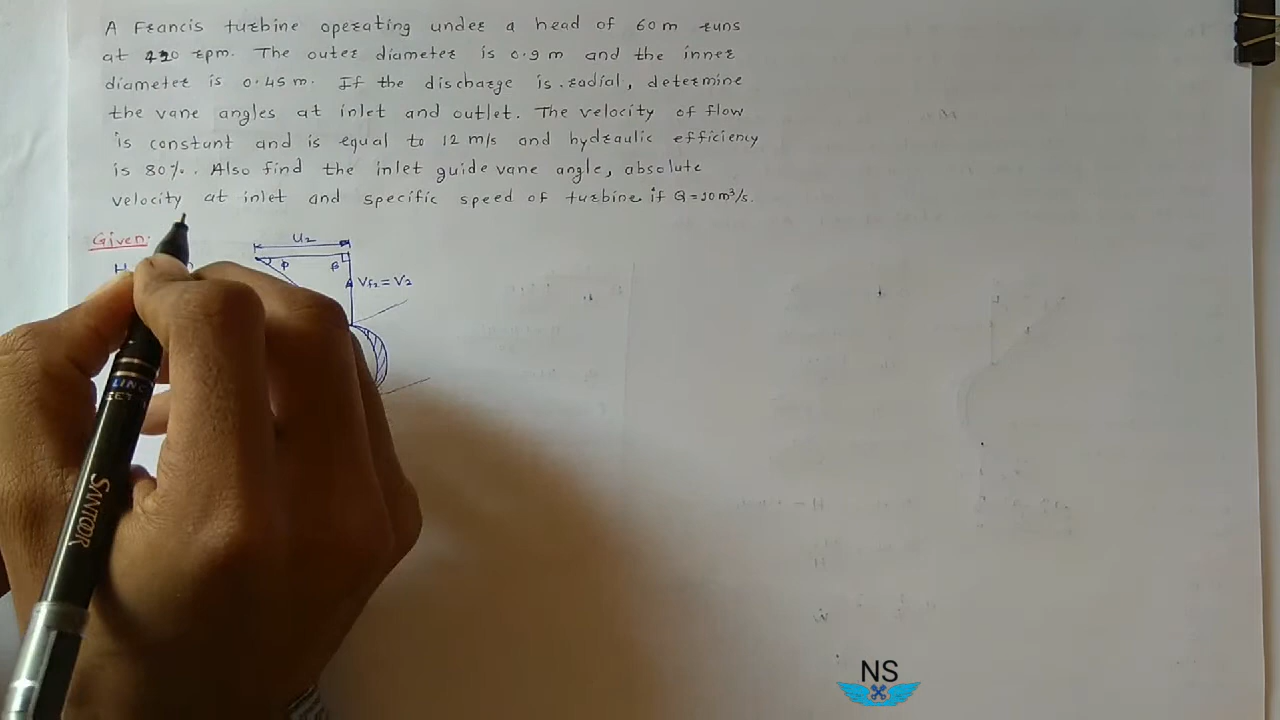 A Francis turbine operating under a head of 60 m runs
at 420 rpm. The outer diameter is 0.9 m and the inner
diameter is 0.45 m. If the discharge is radial, determine
the vane angles at inlet and outlet. The velocity of flow
is constant and is equal to 12 m/s and hydraulic efficiency
is 80%. Also find the inlet guide vane angle, absolute
velocity at inlet and specific speed of turbine if Q = 10 m³/s.
Given:
U2
ϕ β
Vf2 = V2
H
LINC
SANTOOR
NS